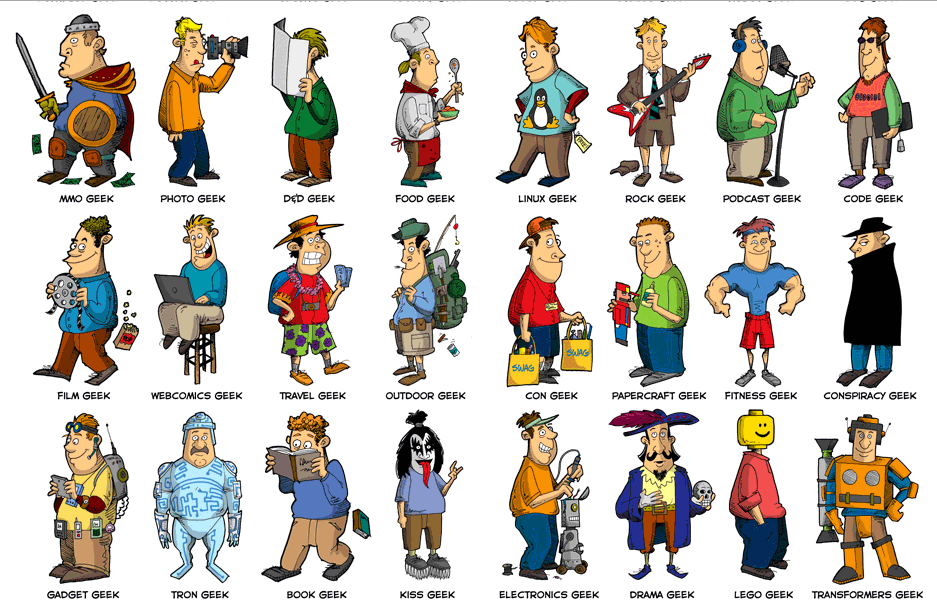 MMO GEEK
PHOTO GEEK
D&D GEEK
FOOD GEEK
LINUX GEEK
ROCK GEEK
PODCAST GEEK
CODE GEEK
FILM GEEK
WEBCOMICS GEEK
TRAVEL GEEK
OUTDOOR GEEK
SWAG
SWAG
CON GEEK
PAPERCRAFT GEEK
FITNESS GEEK
CONSPIRACY GEEK
GADGET GEEK
TRON GEEK
BOOK GEEK
KISS GEEK
ELECTRONICS GEEK
DRAMA GEEK
LEGO GEEK
TRANSFORMERS GEEK